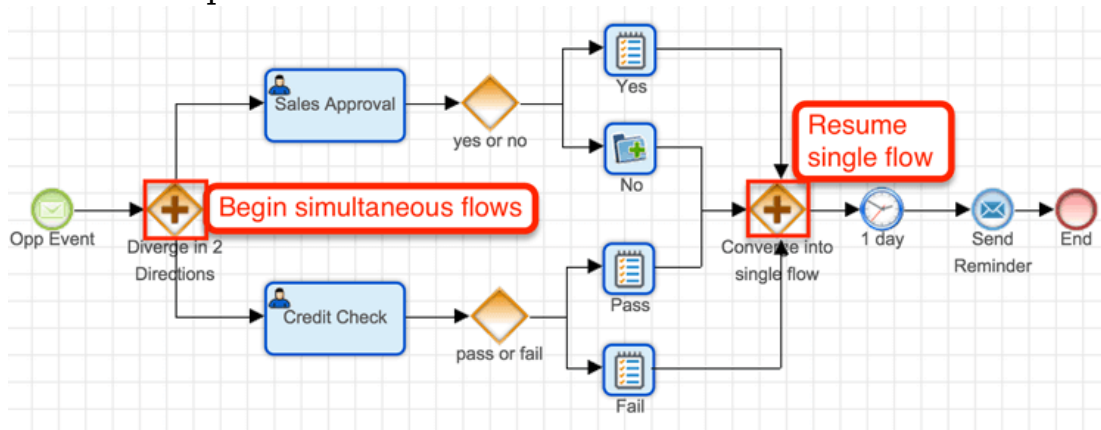 Yes
Sales Approval
yes or no
Resume
single flow
No
Begin simultaneous flows
Opp Event
Diverge in 2
Directions
Converge into
single flow
1 day
Send
Reminder
End
Pass
Credit Check
pass or fail
Fail